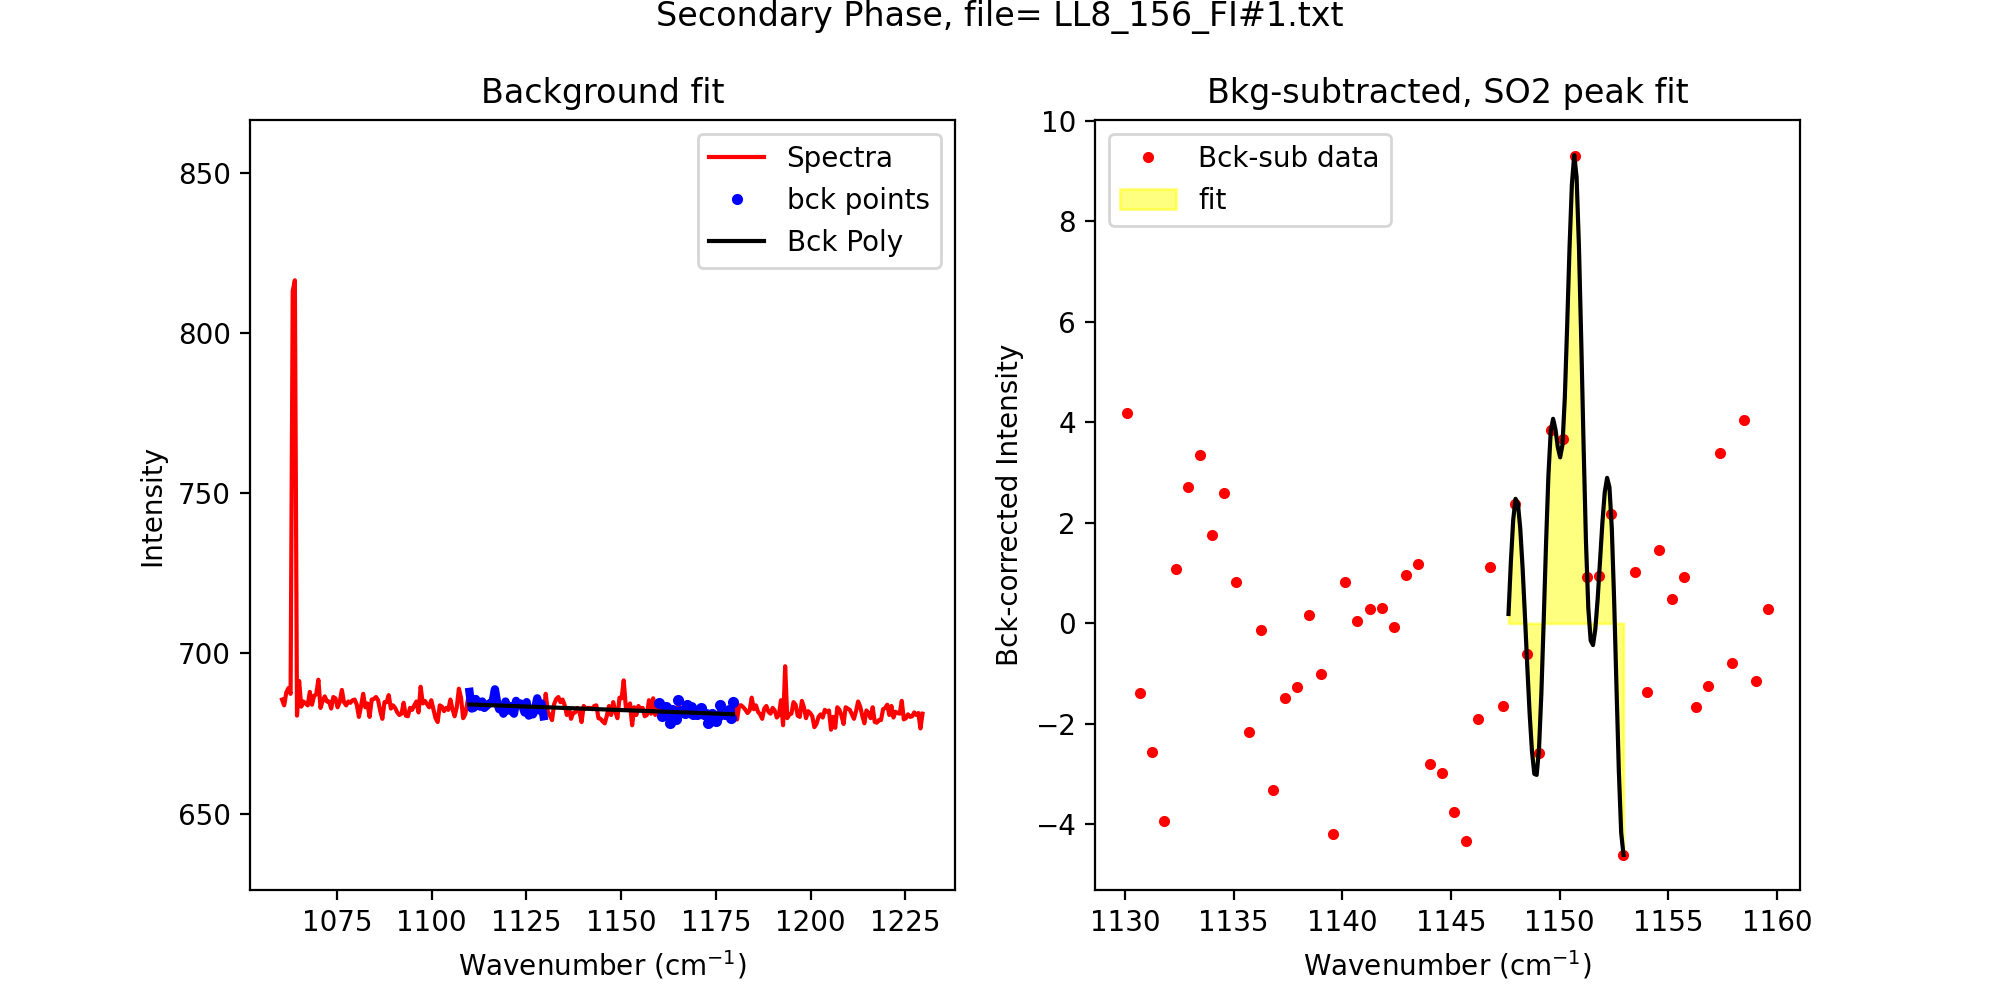 Secondary Phase, file= LL8_156_FI#1.txt
Background fit
Spectra
bck points
Bck Poly
850
800
750
700
650
Intensity
1075 1100 1125 1150 1175 1200 1225
Wavenumber (cm⁻¹)
Bkg-subtracted, SO2 peak fit
Bck-sub data
fit
10
8
6
4
2
0
−2
−4
Bck-corrected Intensity
1130 1135 1140 1145 1150 1155 1160
Wavenumber (cm⁻¹)